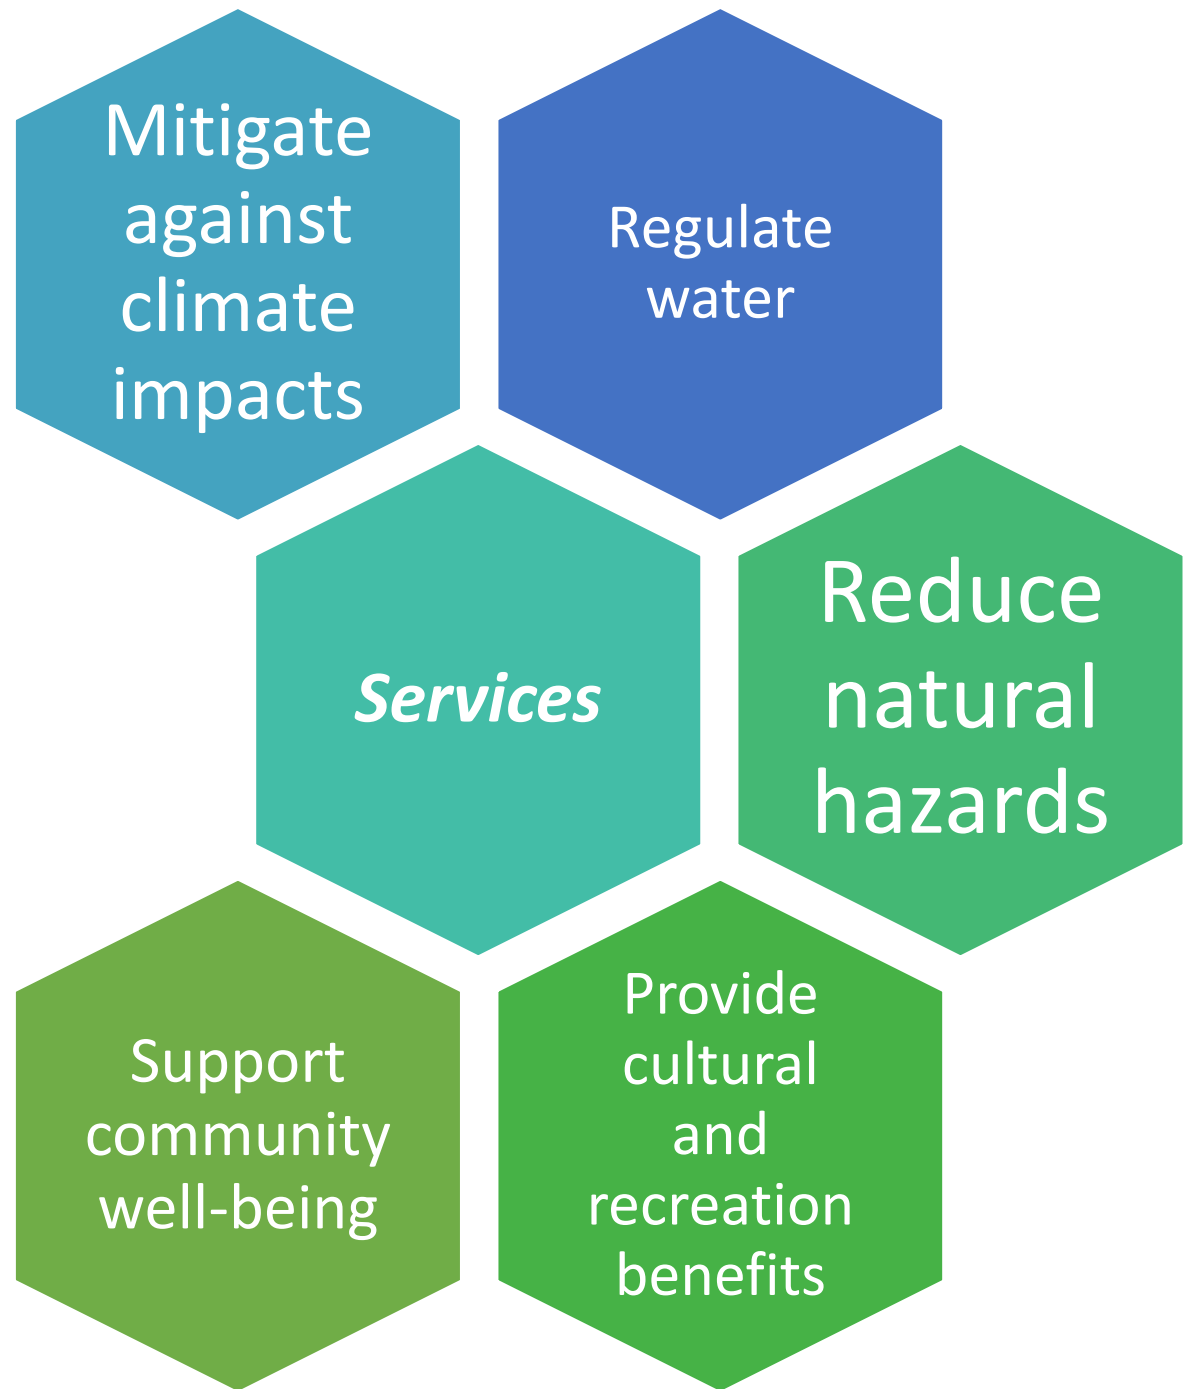 Mitigate
against
climate
impacts
Regulate
water
Services
Reduce
natural
hazards
Support
community
well-being
Provide
cultural
and
recreation
benefits